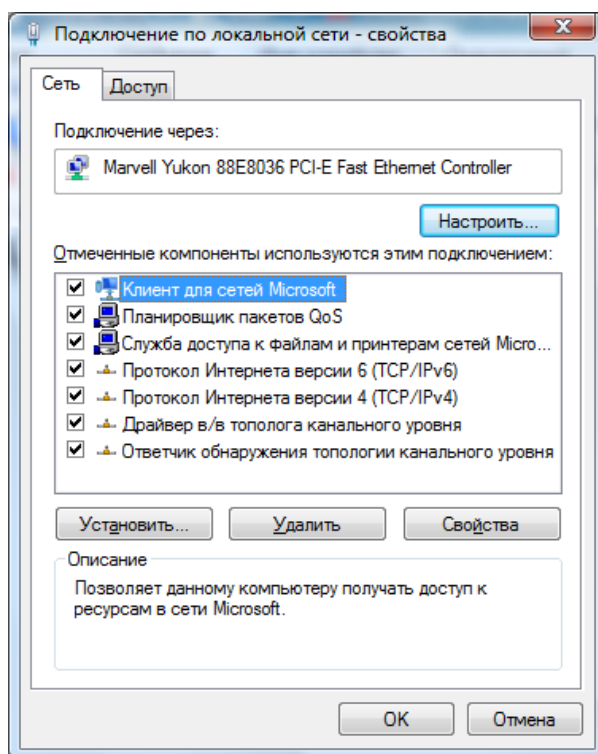 Подключение по локальной сети - свойства
Сеть
Доступ
Подключение через:
Marvell Yukon 88E8036 PCI-E Fast Ethernet Controller
Настроить...
Отмеченные компоненты используются этим подключением:
Клиент для сетей Microsoft
Планировщик пакетов QoS
Служба доступа к файлам и принтерам сетей Micro...
Протокол Интернета версии 6 (TCP/IPv6)
Протокол Интернета версии 4 (TCP/IPv4)
Драйвер в/в тополога канального уровня
Ответчик обнаружения топологии канального уровня
Установить...
Удалить
Свойства
Описание
Позволяет данному компьютеру получать доступ к
ресурсам в сети Microsoft.
OK
Отмена